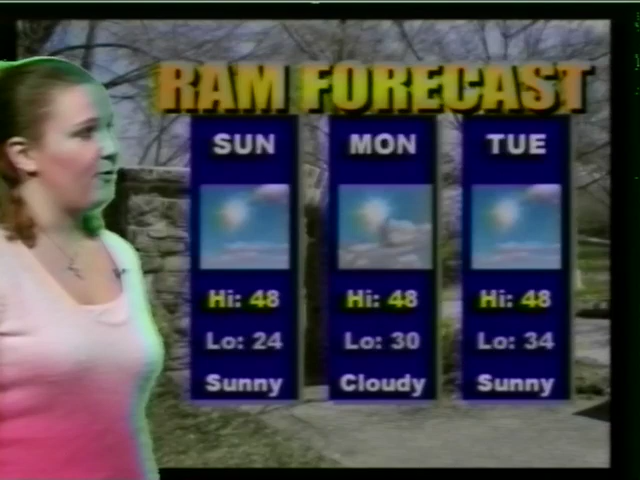 RAM FORECAST
SUN MON TUE
Hi: 48 Hi: 48 Hi: 48
Lo: 24 Lo: 30 Lo: 34
Sunny Cloudy Sunny